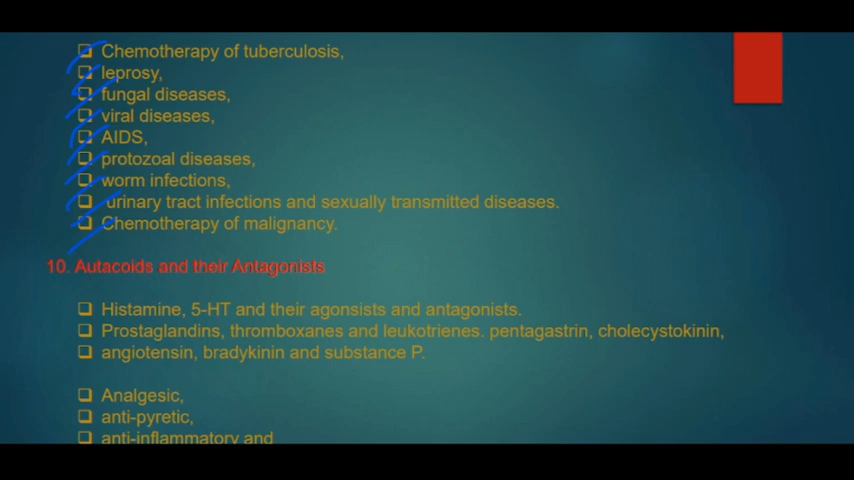 Chemotherapy of tuberculosis,
leprosy,
fungal diseases,
viral diseases,
AIDS,
protozoal diseases,
worm infections,
urinary tract infections and sexually transmitted diseases.
Chemotherapy of malignancy.
10. Autacoids and their Antagonists
Histamine, 5-HT and their agonsists and antagonists.
Prostaglandins, thromboxanes and leukotrienes. pentagastrin, cholecystokinin,
angiotensin, bradykinin and substance P.
Analgesic,
anti-pyretic,
anti-inflammatory and